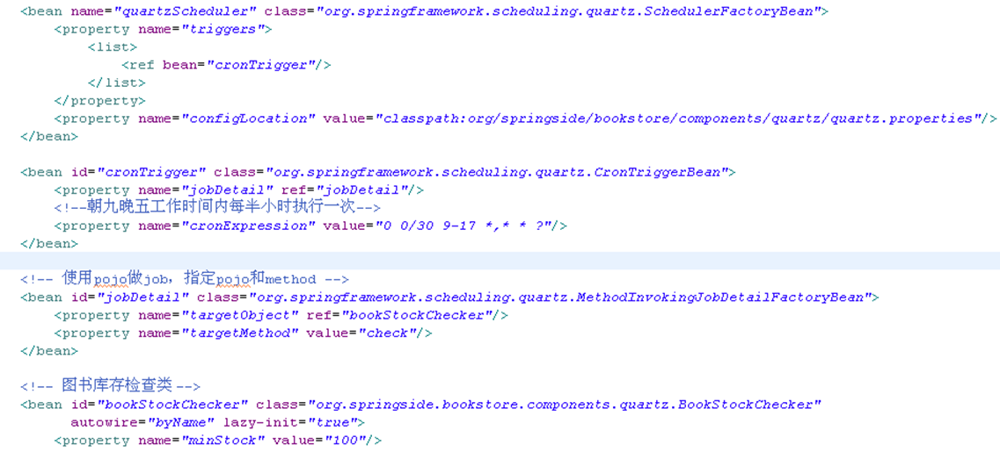 <bean name="quartzScheduler" class="org.springframework.scheduling.quartz.SchedulerFactoryBean">
<property name="triggers">
<list>
<ref bean="cronTrigger"/>
</list>
</property>
<property name="configLocation" value="classpath:org/springside/bookstore/components/quartz/quartz.properties"/>
</bean>
<bean id="cronTrigger" class="org.springframework.scheduling.quartz.CronTriggerBean">
<property name="jobDetail" ref="jobDetail"/>
<!--朝九晚五工作时间内每半小时执行一次-->
<property name="cronExpression" value="0 0/30 9-17 *,* * ?"/>
</bean>
<!-- 使用pojo做job，指定pojo和method -->
<bean id="jobDetail" class="org.springframework.scheduling.quartz.MethodInvokingJobDetailFactoryBean">
<property name="targetObject" ref="bookStockChecker"/>
<property name="targetMethod" value="check"/>
</bean>
<!-- 图书库存检查类 -->
<bean id="bookStockChecker" class="org.springside.bookstore.components.quartz.BookStockChecker"
autowire="byName" lazy-init="true">
<property name="minStock" value="100"/>